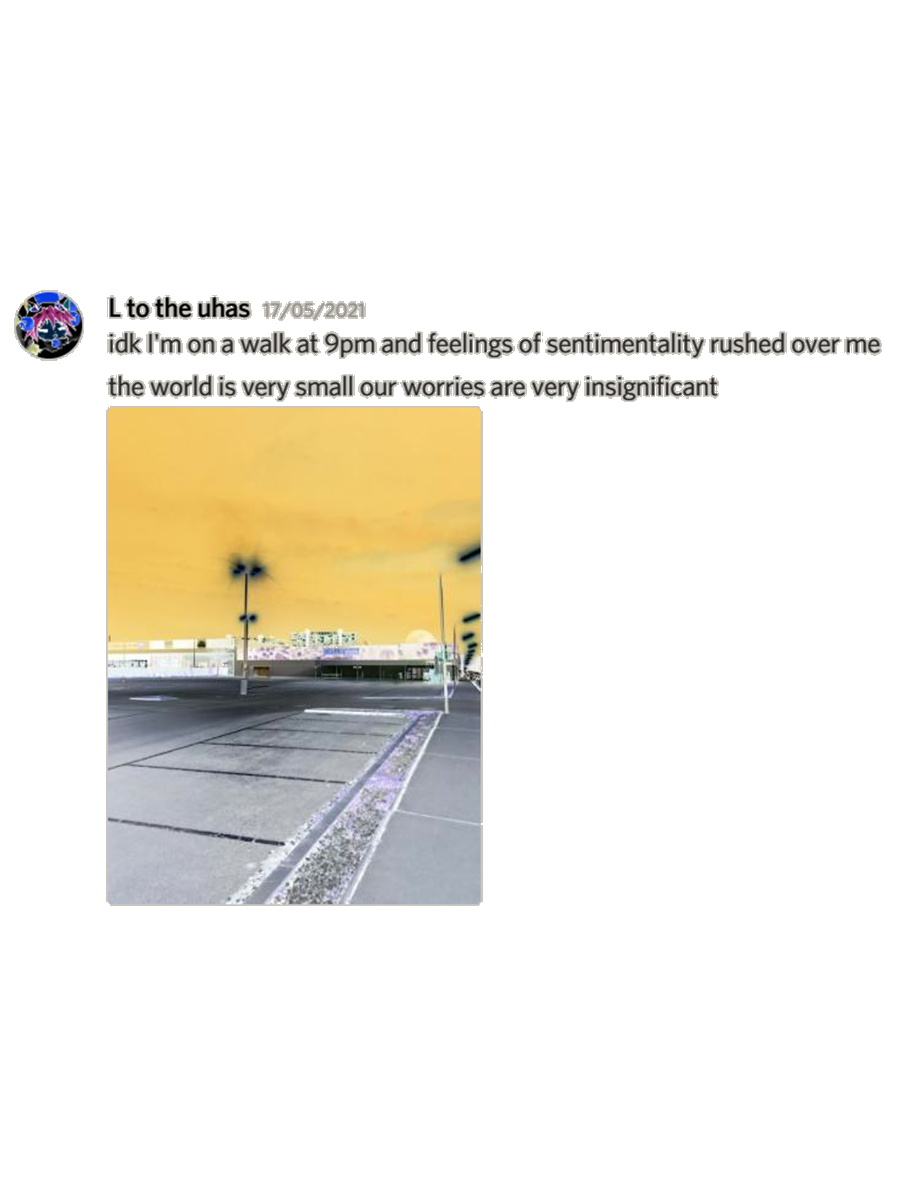 L to the uhas 17/05/2021
idk I'm on a walk at 9pm and feelings of sentimentality rushed over me
the world is very small our worries are very insignificant